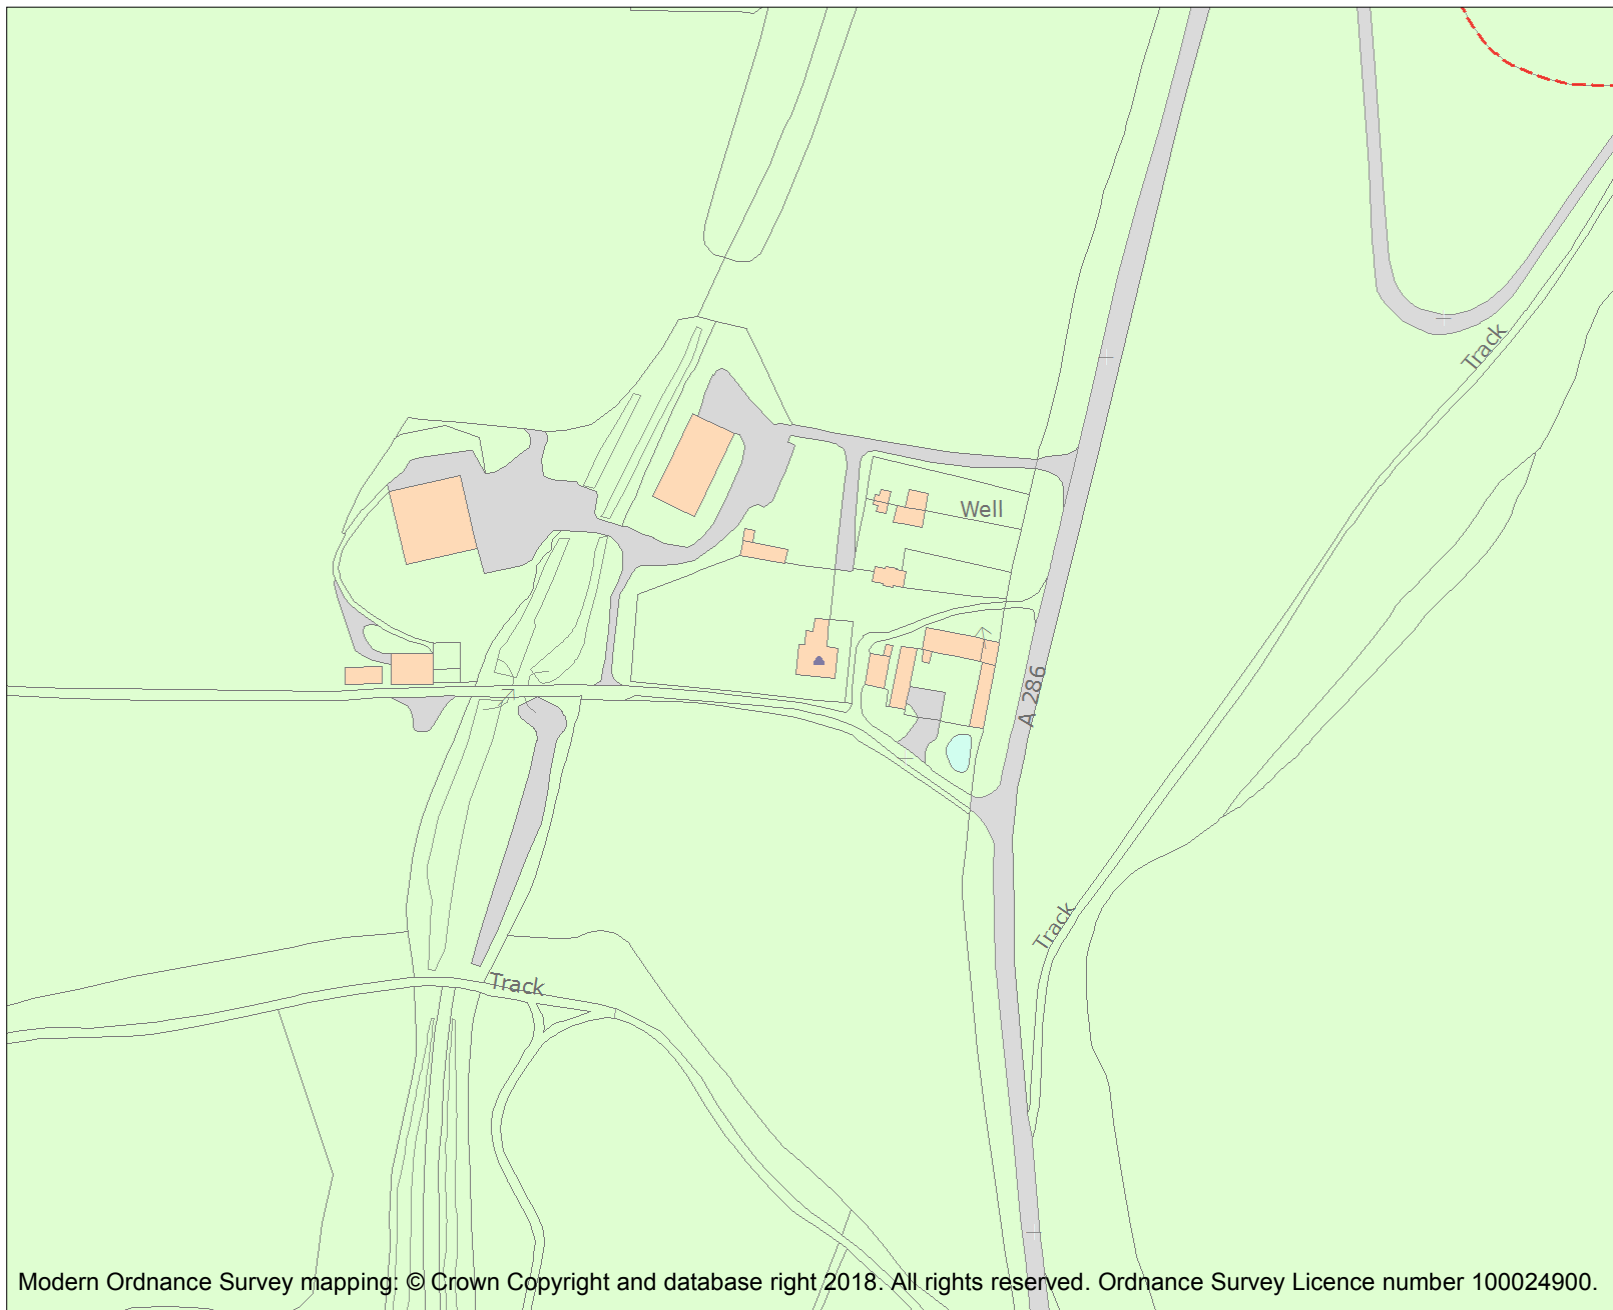 Track
Well
A 286
Track
Track
Modern Ordnance Survey mapping: © Crown Copyright and database right 2018. All rights reserved. Ordnance Survey Licence number 100024900.